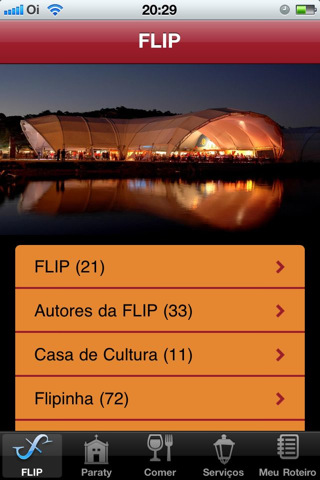 Oi 20:29
FLIP
FLIP (21)
Autores da FLIP (33)
Casa de Cultura (11)
Flipinha (72)
FLIP Paraty Comer Serviços Meu Roteiro